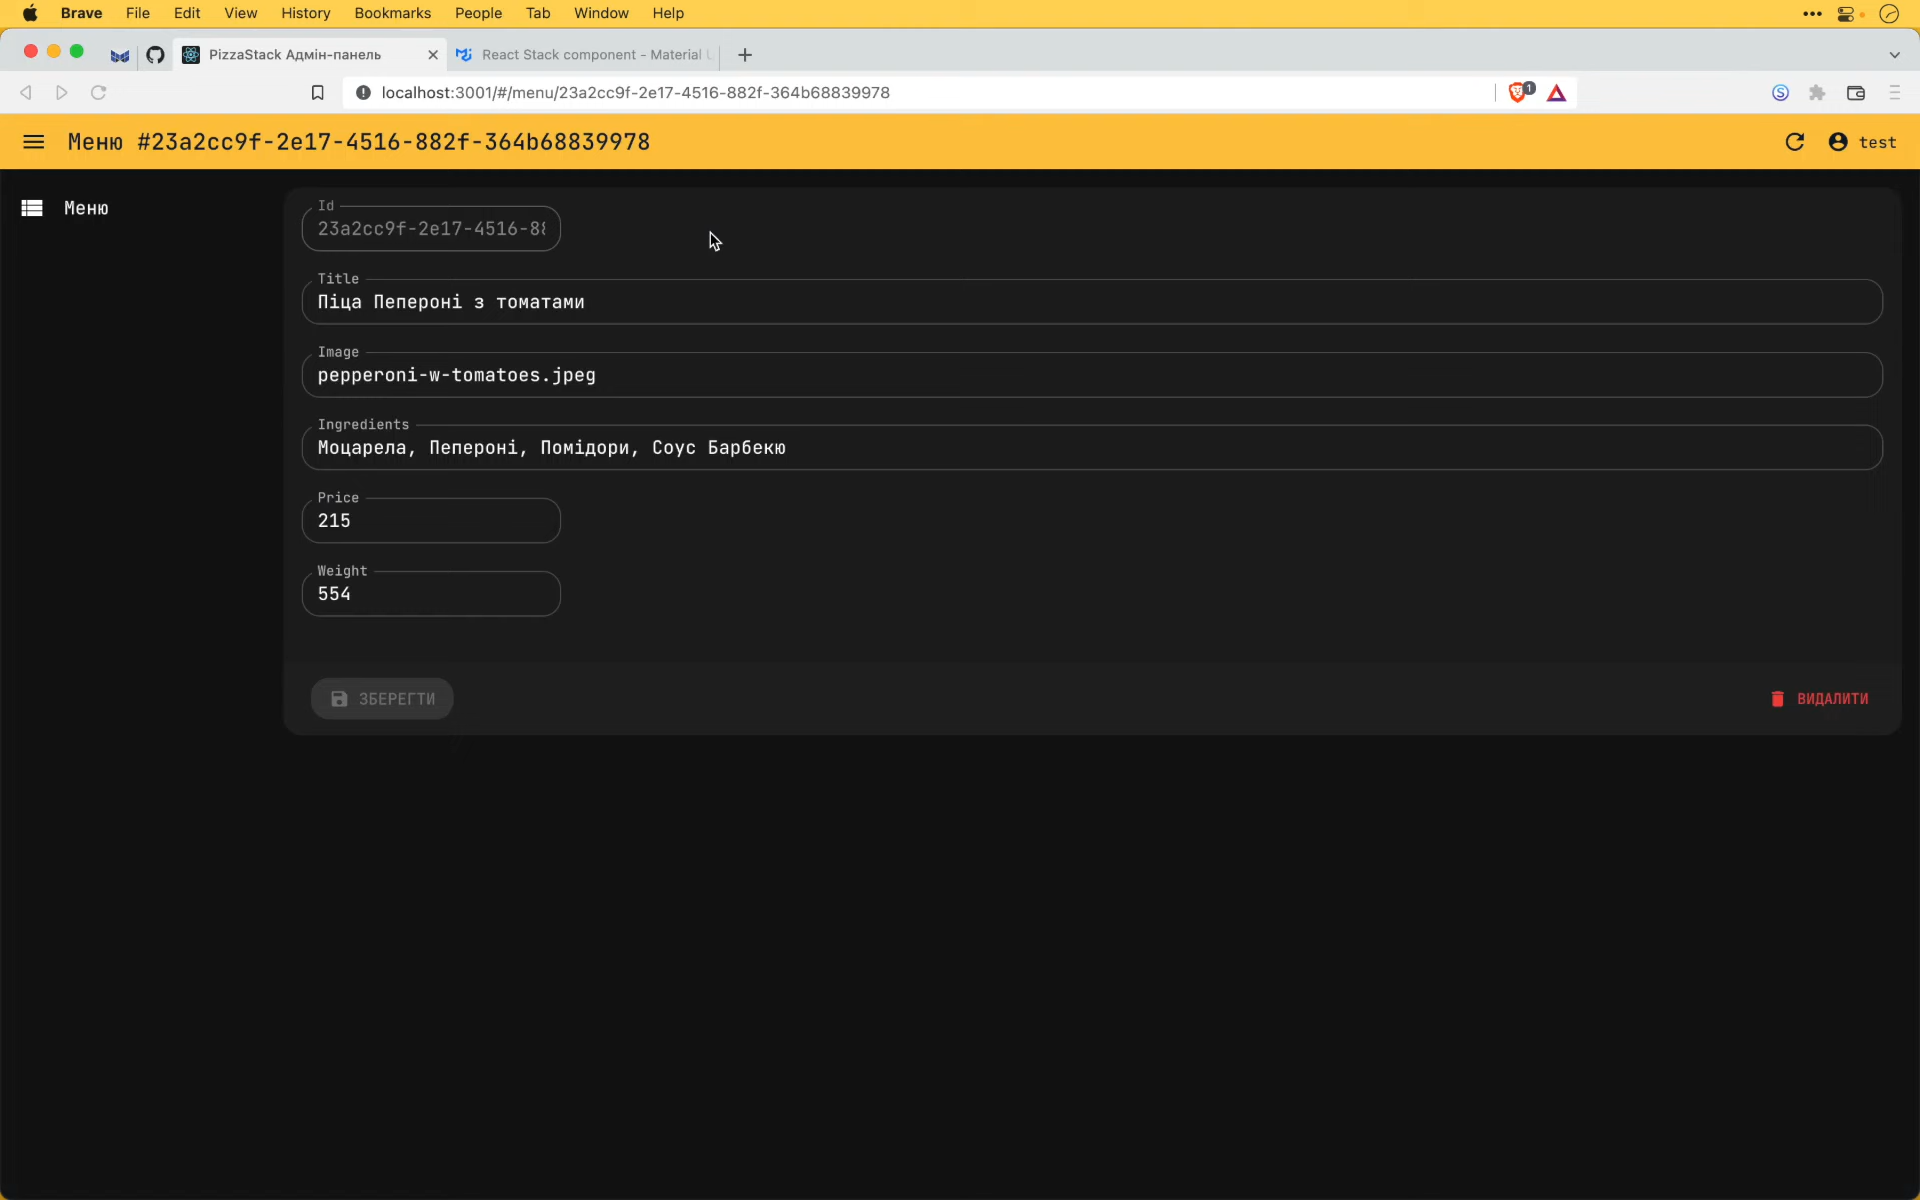 Brave File Edit View History Bookmarks People Tab Window Help
PizzaStack Адмін-панель
React Stack component - Material
localhost:3001/#/menu/23a2cc9f-2e17-4516-882f-364b68839978
1
Меню #23a2cc9f-2e17-4516-882f-364b68839978
test
Меню
Id
23a2cc9f-2e17-4516-88
Title
Піца Пепероні з томатами
Image
pepperoni-w-tomatoes.jpeg
Ingredients
Моцарела, Пепероні, Помідори, Соус Барбекю
Price
215
Weight
554
ЗБЕРЕГТИ
ВИДАЛИТИ